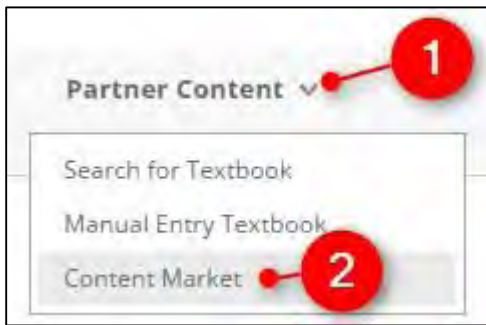 Partner Content
1
Search for Textbook
Manual Entry Textbook
Content Market
2